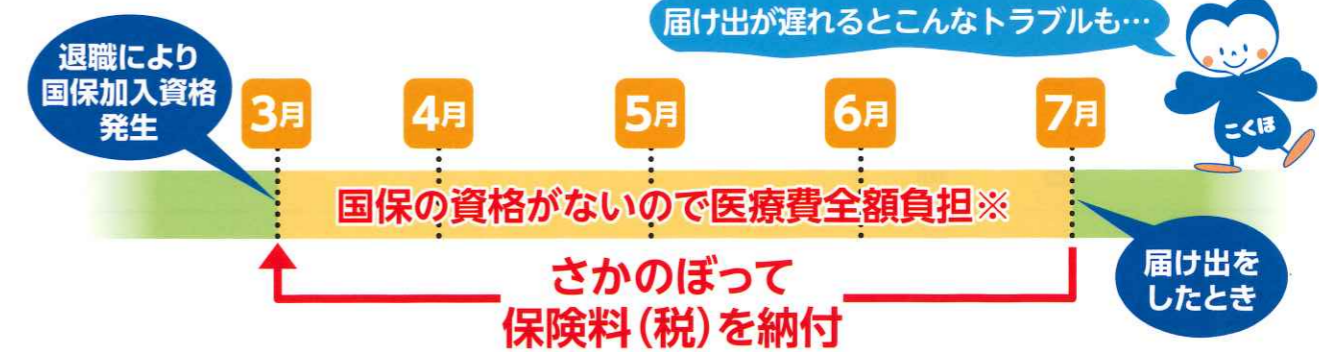 届け出が遅れるとこんなトラブルも…
退職により
国保加入資格
発生
3月
4月
5月
6月
7月
こくほ
国保の資格がないので医療費全額負担※
さかのぼって
保険料(税)を納付
届け出を
したとき